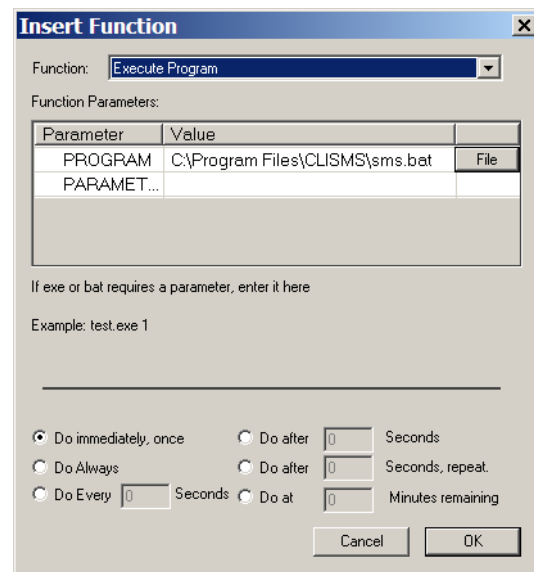 Insert Function
Function: Execute Program
Function Parameters:
Parameter Value
PROGRAM C:\Program Files\CLISMS\sms.bat File
PARAMET...
If exe or bat requires a parameter, enter it here
Example: test.exe 1
Do immediately, once Do after 0 Seconds
Do Always Do after 0 Seconds, repeat.
Do Every 0 Seconds Do at 0 Minutes remaining
Cancel OK